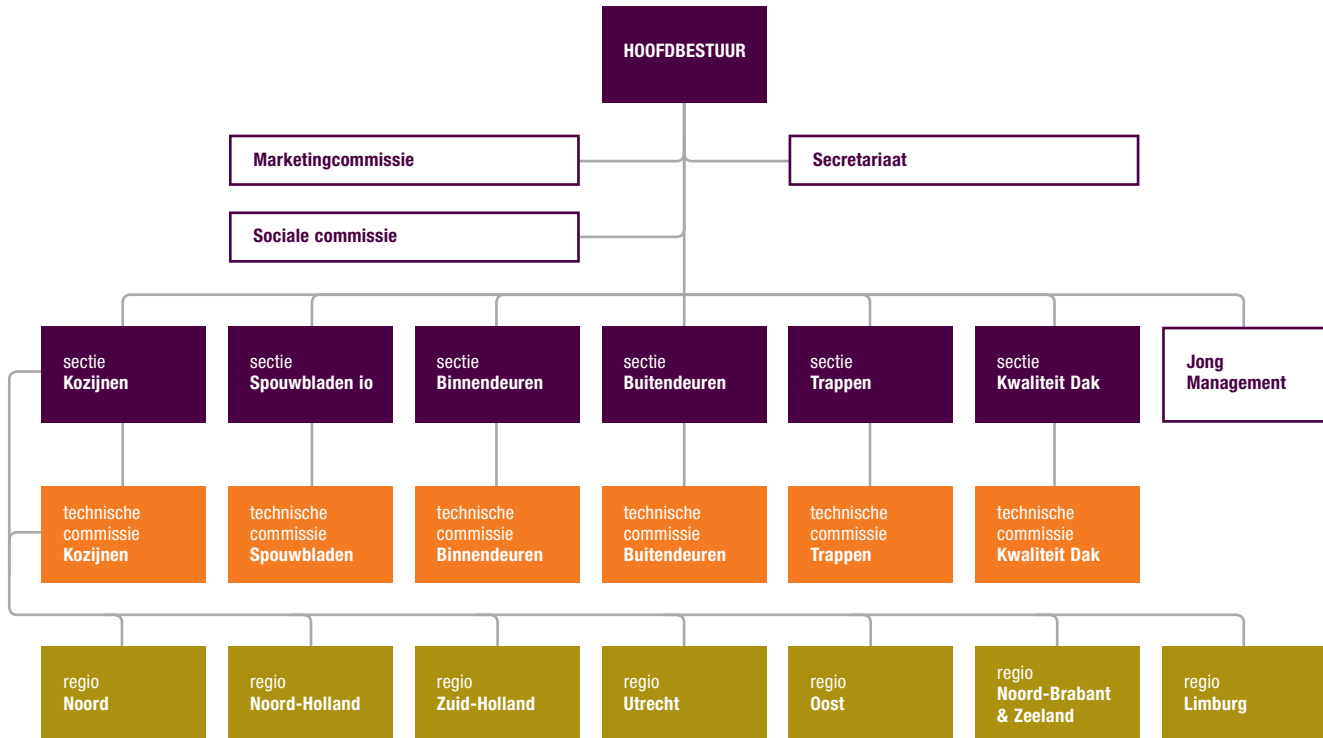 HOOFDBESTUUR
Marketingcommissie
Secretariaat
Sociale commissie
sectie
Kozijnen
sectie
Spouwbladen io
sectie
Binnendeuren
sectie
Buitendeuren
sectie
Trappen
sectie
Kwaliteit Dak
Jong
Management
technische
commissie
Kozijnen
technische
commissie
Spouwbladen
technische
commissie
Binnendeuren
technische
commissie
Buitendeuren
technische
commissie
Trappen
technische
commissie
Kwaliteit Dak
regio
Noord
regio
Noord-Holland
regio
Zuid-Holland
regio
Utrecht
regio
Oost
regio
Noord-Brabant
& Zeeland
regio
Limburg